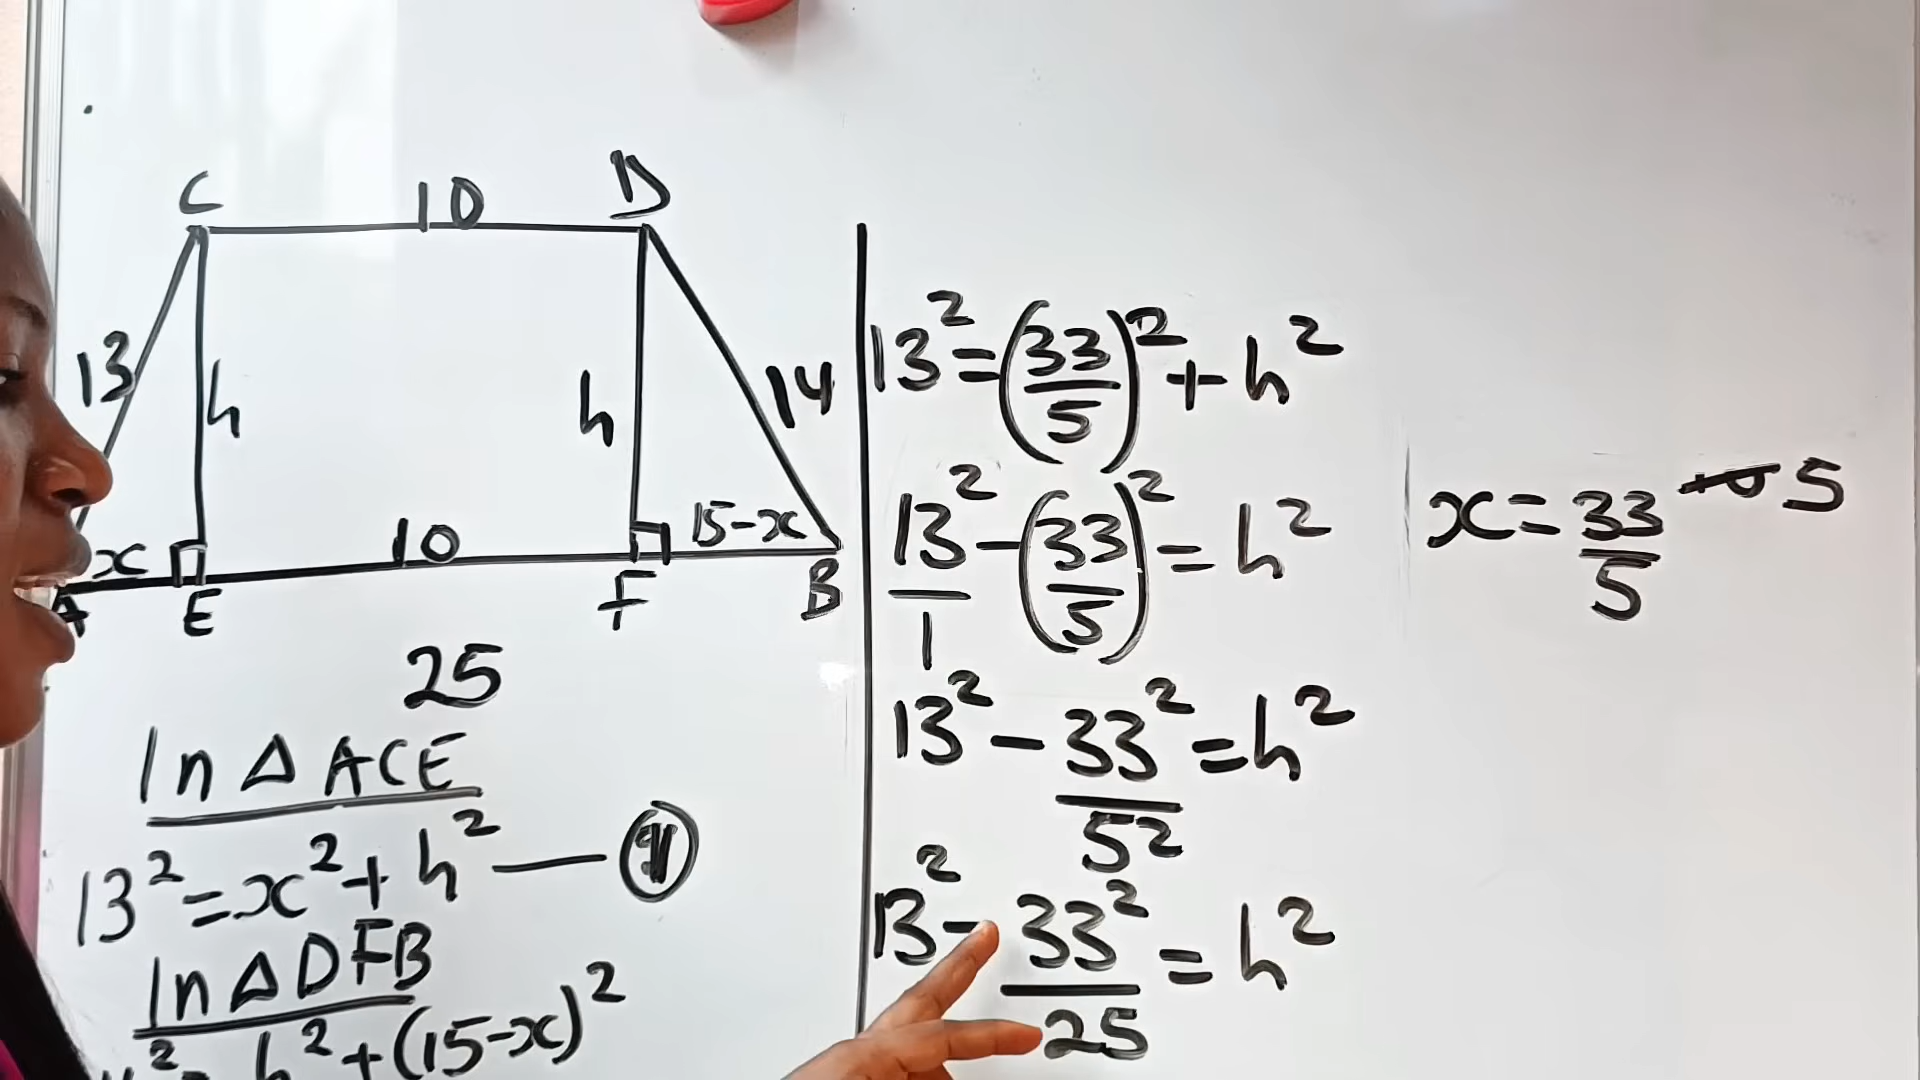 C 10 D
13 h h 14
x 10 15-x
A E F B
25
In △ ACE
13² = x² + h² —
In △ DFB
h² + (15-x)²
13² = (33/5)² + h²
13²/1 - (33/5)² = h²
13² - 33²/5² = h²
13² - 33²/25 = h²
x = 33/5 5